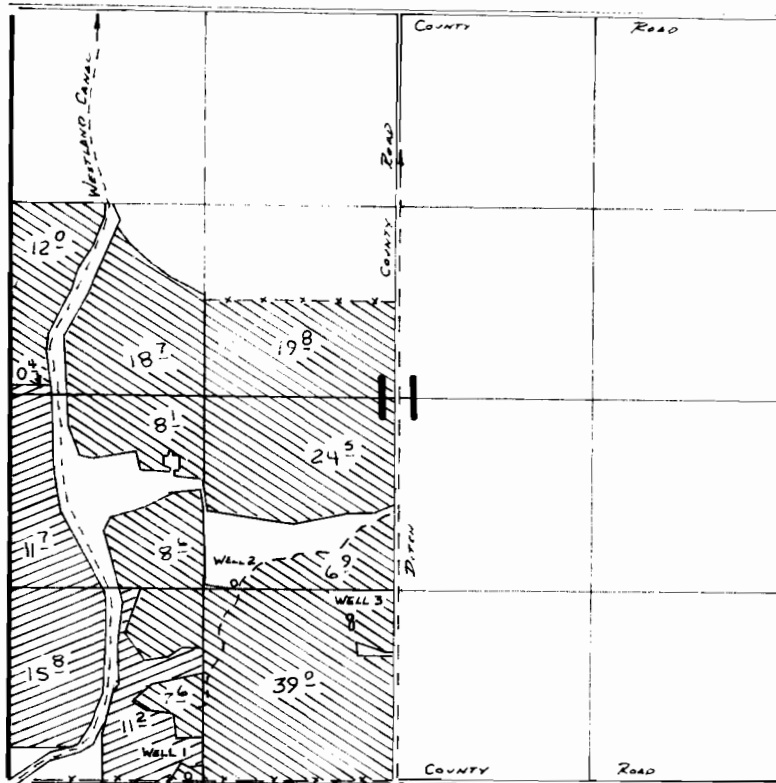 COUNTY ROAD
WESTLAND CANAL
ROAD
COUNTY
12 0
18 7
19 8
0 4
8 1
24 5
11 7
8 6
WELL 2
6 9
DITCH
WELL 3
15 8
39 0
7 6
11 2
WELL 1
COUNTY ROAD